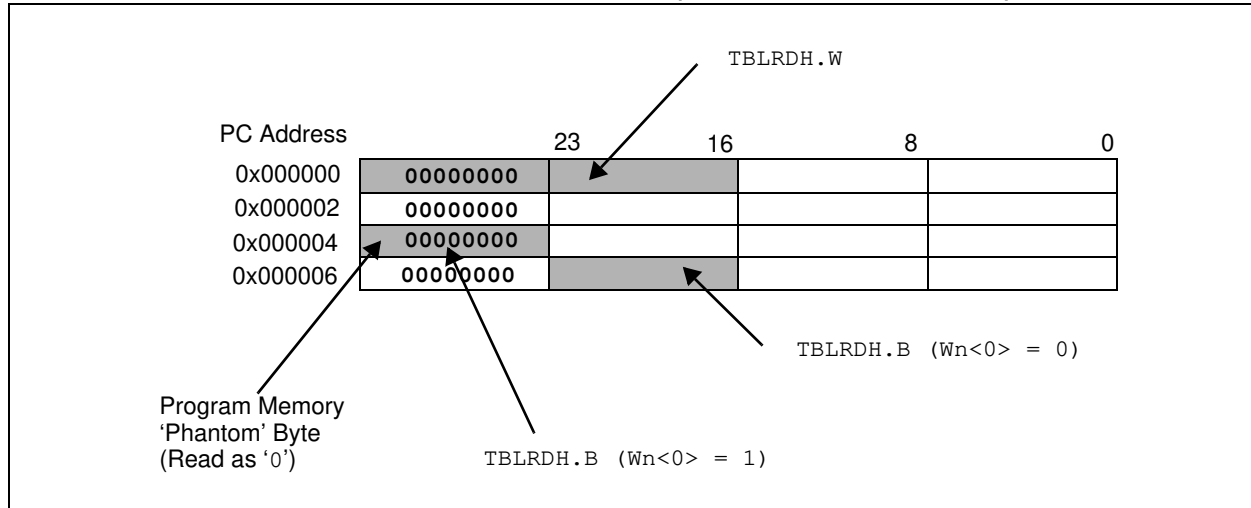 TBLRDH.W
PC Address 23 16 8 0
0x000000 00000000
0x000002 00000000
0x000004 00000000
0x000006 00000000
TBLRDH.B (Wn<0> = 0)
Program Memory
‘Phantom’ Byte
(Read as ‘0’)
TBLRDH.B (Wn<0> = 1)